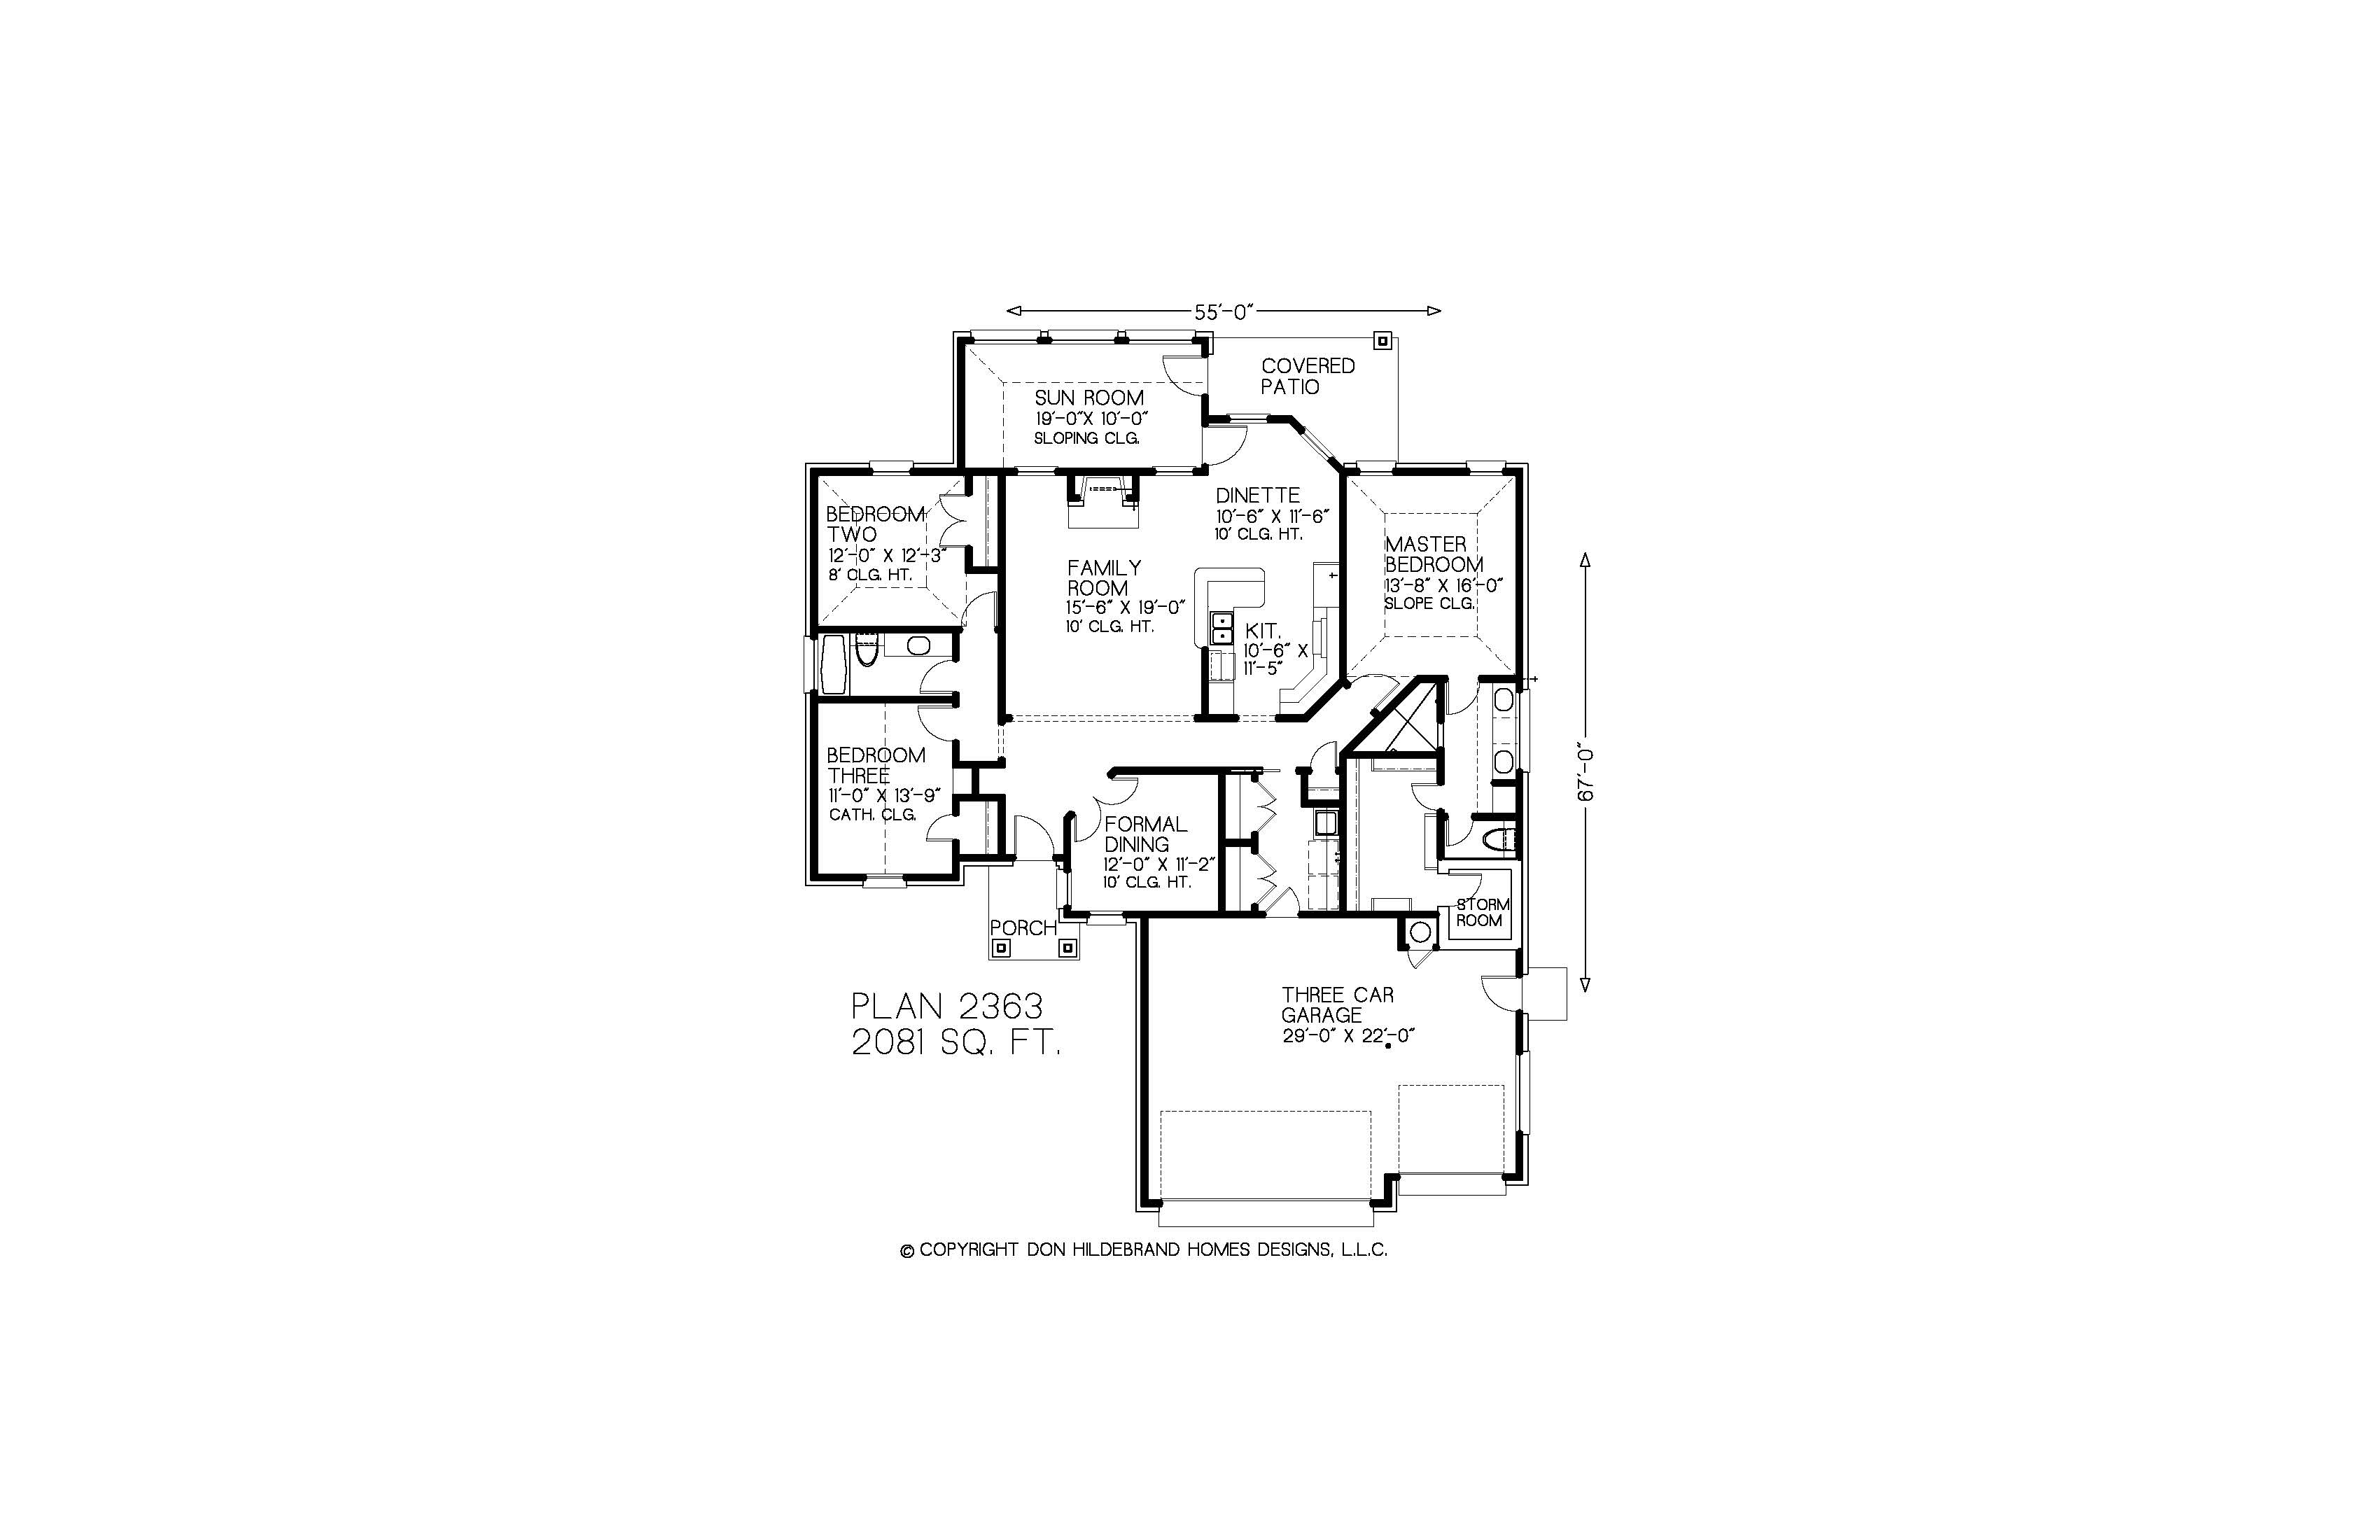 55'-0"
COVERED
PATIO
SUN ROOM
19'-0"X 10'-0"
SLOPING CLG.
BEDROOM
TWO
12'-0" X 12'-3"
8' CLG. HT.
FAMILY
ROOM
15'-6" X 19'-0"
10' CLG. HT.
DINETTE
10'-6" X 11'-6"
10' CLG. HT.
KIT.
10'-6" X
11'-5"
MASTER
BEDROOM
13'-8" X 16'-0"
SLOPE CLG.
67'-0"
BEDROOM
THREE
11'-0" X 13'-9"
CATH. CLG.
FORMAL
DINING
12'-0" X 11'-2"
10' CLG. HT.
STORM
ROOM
PORCH
THREE CAR
GARAGE
29'-0" X 22'-0"
PLAN 2363
2081 SQ. FT.
© COPYRIGHT DON HILDEBRAND HOMES DESIGNS, L.L.C.